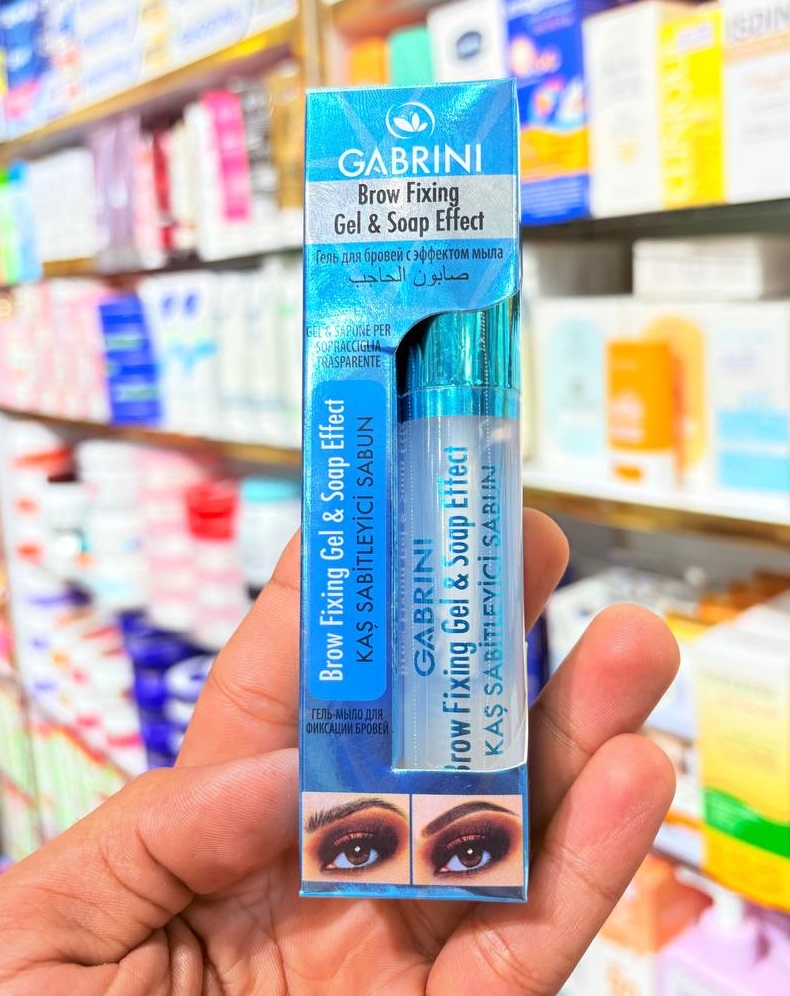 GABRINI
Brow Fixing
Gel & Soap Effect
Гель для бровей с эффектом мыла
صابون الحاجب
GEL & SAPONE PER
SOPRACCIGLIA
TRASPARENTE
Brow Fixing Gel & Soap Effect
KAŞ SABİTLEYİCİ SABUN
ГЕЛЬ-МЫЛО ДЛЯ
ФИКСАЦИИ БРОВЕЙ
GABRINI
Brow Fixing Gel & Soap Effect
KAŞ SABİTLEYİCİ SABUN
CLINIQUE
ISDIN